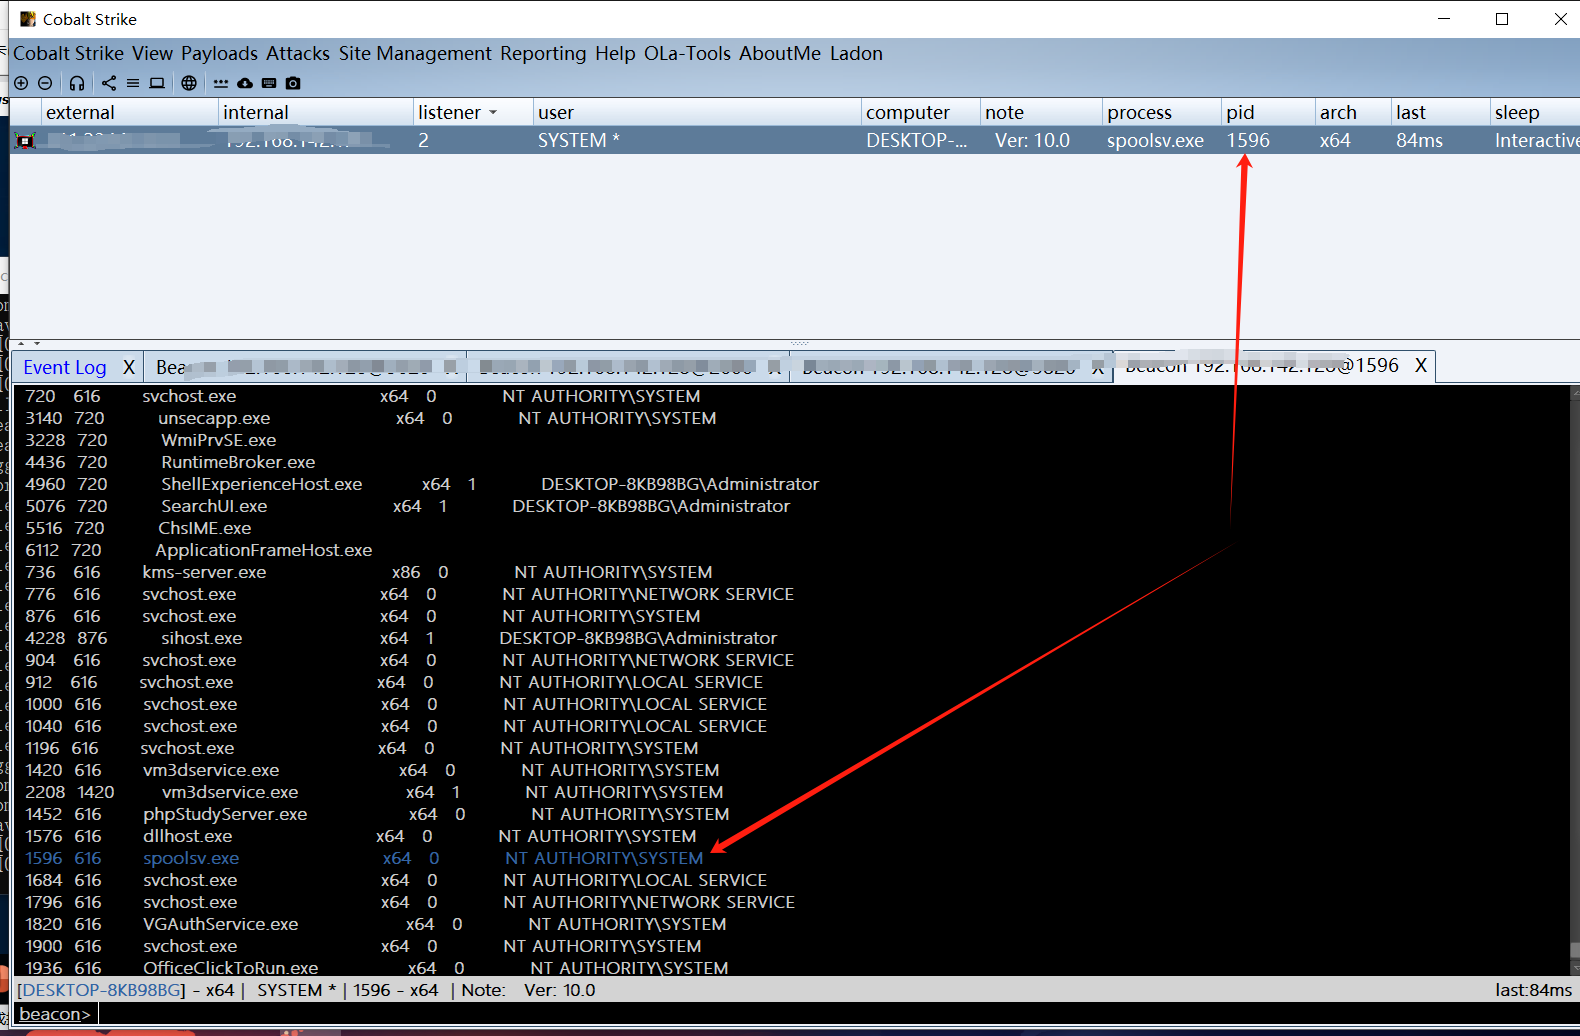 Cobalt Strike
Cobalt Strike View Payloads Attacks Site Management Reporting Help OLa-Tools AboutMe Ladon
external internal listener user computer note process pid arch last sleep
2 SYSTEM * DESKTOP-... Ver: 10.0 spoolsv.exe 1596 x64 84ms Interactive
Event Log X X X X @1596 X
720 616 svchost.exe x64 0 NT AUTHORITY\SYSTEM
3140 720 unsecapp.exe x64 0 NT AUTHORITY\SYSTEM
3228 720 WmiPrvSE.exe
4436 720 RuntimeBroker.exe
4960 720 ShellExperienceHost.exe x64 1 DESKTOP-8KB98BG\Administrator
5076 720 SearchUI.exe x64 1 DESKTOP-8KB98BG\Administrator
5516 720 ChsIME.exe
6112 720 ApplicationFrameHost.exe
736 616 kms-server.exe x86 0 NT AUTHORITY\SYSTEM
776 616 svchost.exe x64 0 NT AUTHORITY\NETWORK SERVICE
876 616 svchost.exe x64 0 NT AUTHORITY\SYSTEM
4228 876 sihost.exe x64 1 DESKTOP-8KB98BG\Administrator
904 616 svchost.exe x64 0 NT AUTHORITY\NETWORK SERVICE
912 616 svchost.exe x64 0 NT AUTHORITY\LOCAL SERVICE
1000 616 svchost.exe x64 0 NT AUTHORITY\LOCAL SERVICE
1040 616 svchost.exe x64 0 NT AUTHORITY\LOCAL SERVICE
1196 616 svchost.exe x64 0 NT AUTHORITY\SYSTEM
1420 616 vm3dservice.exe x64 0 NT AUTHORITY\SYSTEM
2208 1420 vm3dservice.exe x64 1 NT AUTHORITY\SYSTEM
1452 616 phpStudyServer.exe x64 0 NT AUTHORITY\SYSTEM
1576 616 dllhost.exe x64 0 NT AUTHORITY\SYSTEM
1596 616 spoolsv.exe x64 0 NT AUTHORITY\SYSTEM
1684 616 svchost.exe x64 0 NT AUTHORITY\LOCAL SERVICE
1796 616 svchost.exe x64 0 NT AUTHORITY\NETWORK SERVICE
1820 616 VGAuthService.exe x64 0 NT AUTHORITY\SYSTEM
1900 616 svchost.exe x64 0 NT AUTHORITY\SYSTEM
1936 616 OfficeClickToRun.exe x64 0 NT AUTHORITY\SYSTEM
[DESKTOP-8KB98BG] - x64 | SYSTEM * | 1596 - x64 | Note: Ver: 10.0 last:84ms
beacon>